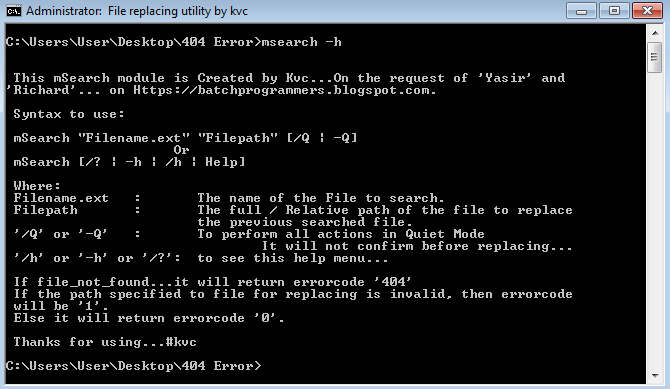 Administrator:  File replacing utility by kvc
C:\Users\User\Desktop\404 Error>msearch -h
This mSearch module is Created by Kvc...On the request of 'Yasir' and
'Richard'... on Https://batchprogrammers.blogspot.com.
Syntax to use:
mSearch "Filename.ext" "Filepath" [/Q | -Q]
Or
mSearch [/? | -h | /h | Help]
Where:
Filename.ext   :       The name of the File to search.
Filepath       :       The full / Relative path of the file to replace
the previous searched file.
'/Q' or '-Q'   :       To perform all actions in Quiet Mode
It will not confirm before replacing...
'/h' or '-h' or '/?':  to see this help menu...
If file_not_found...it will return errorcode '404'
If the path specified to file for replacing is invalid, then errorcode
will be '1'.
Else it will return errorcode '0'.
Thanks for using...#kvc
C:\Users\User\Desktop\404 Error>